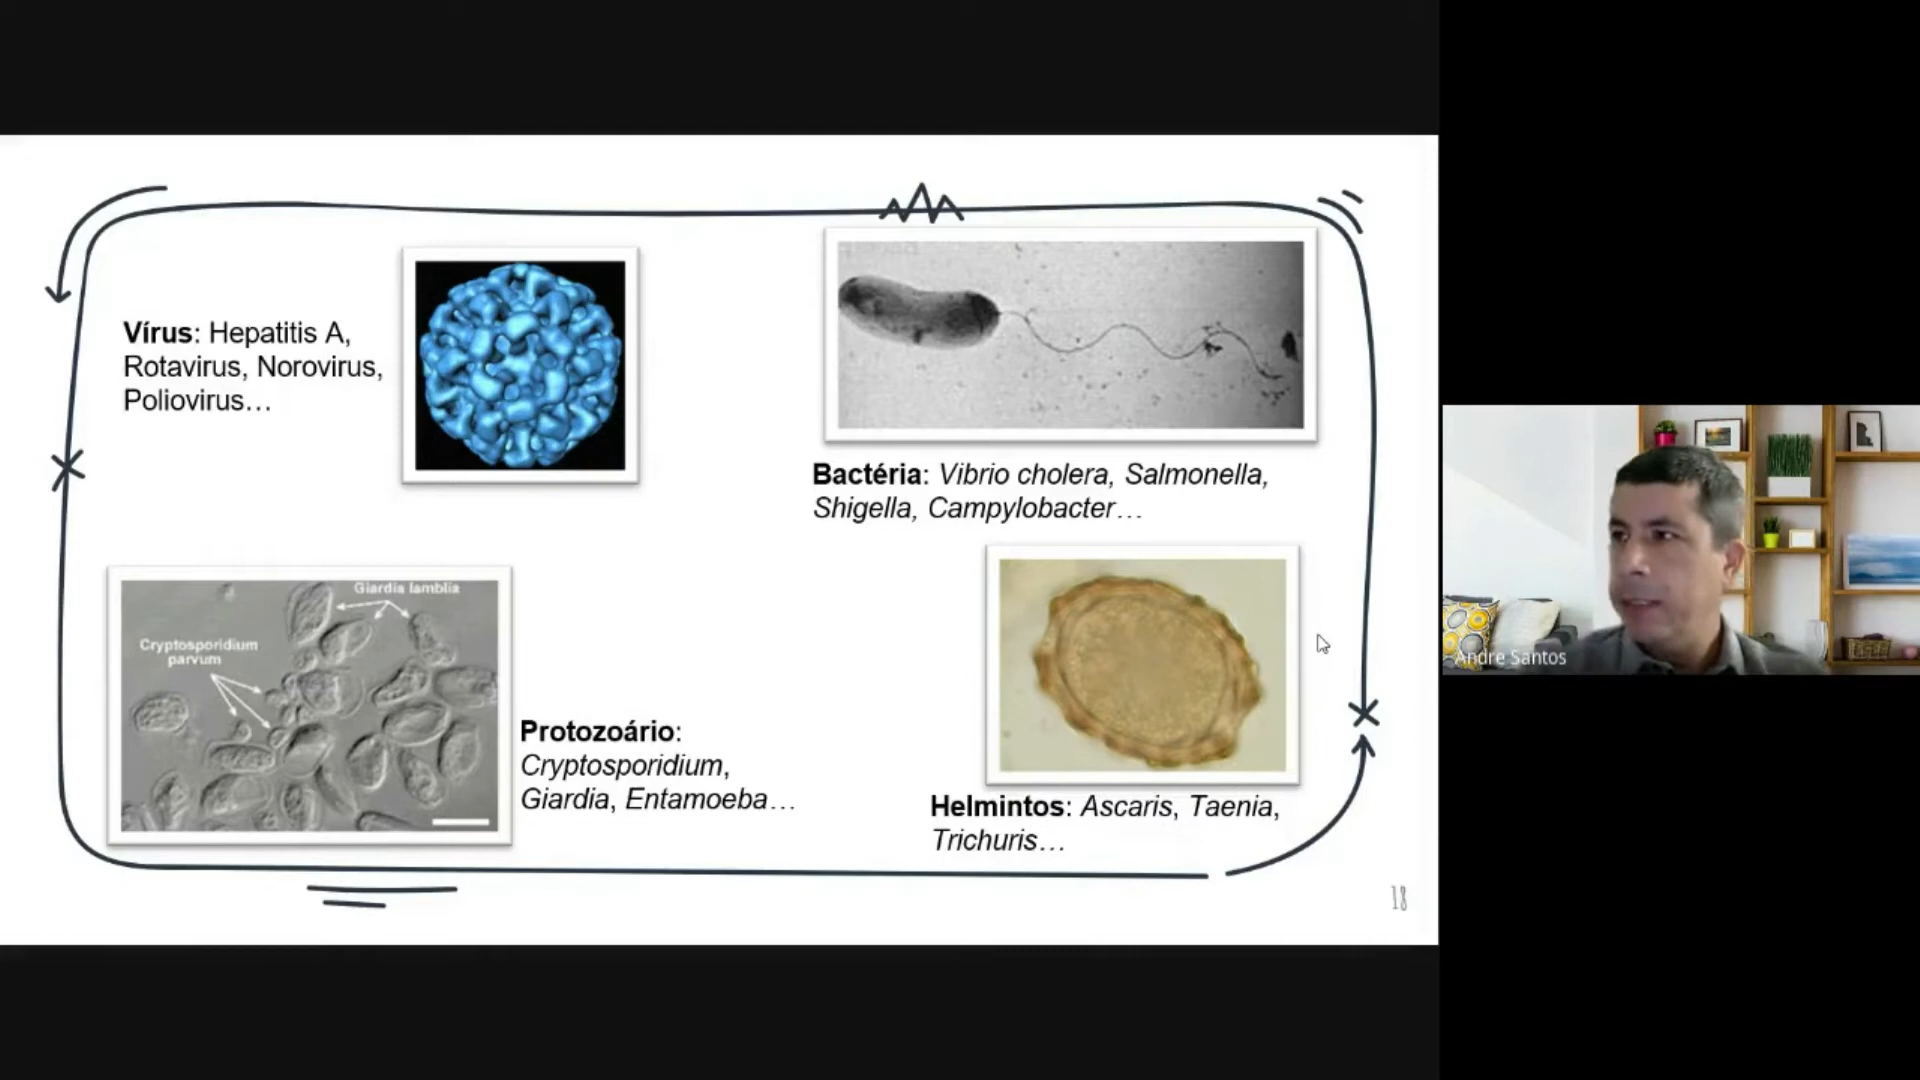 Vírus: Hepatitis A,
Rotavirus, Norovirus,
Poliovirus…
Bactéria: Vibrio cholera, Salmonella,
Shigella, Campylobacter…
Giardia lamblia
Cryptosporidium
parvum
Protozoário:
Cryptosporidium,
Giardia, Entamoeba…
Helmintos: Ascaris, Taenia,
Trichuris…
18
Andre Santos